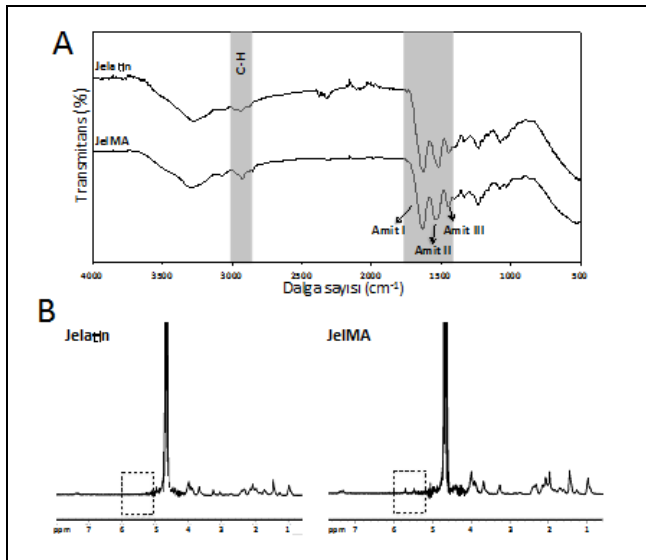 A
Jelatin
C-H
JelMA
Transmitans (%)
Amit I
Amit III
Amit II
4000 3500 3000 2500 2000 1500 1000 500
Dalga sayısı (cm⁻¹)
B
Jelatin
JelMA
ppm 7 6 5 4 3 2 1
ppm 7 6 5 4 3 2 1